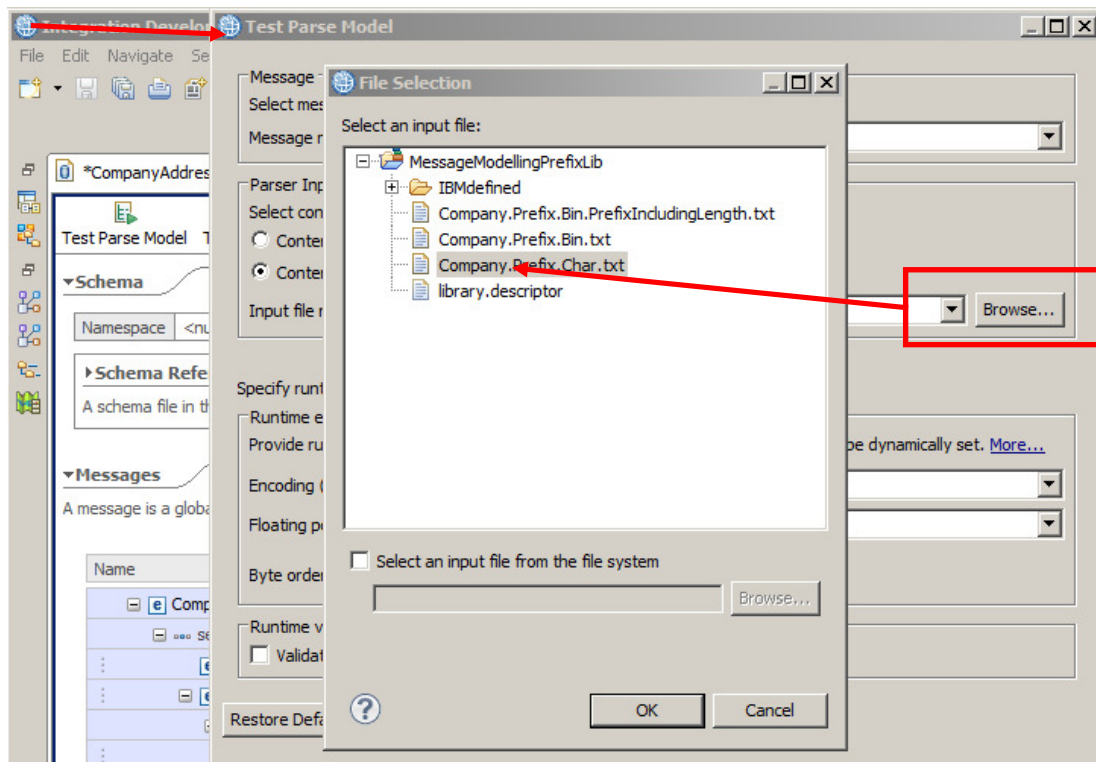 Integration Develop
Test Parse Model
File Edit Navigate Se
Message
Select mes
Message r
File Selection
Select an input file:
MessageModellingPrefixLib
IBMdefined
Company.Prefix.Bin.PrefixIncludingLength.txt
Company.Prefix.Bin.txt
Company.Prefix.Char.txt
library.descriptor
*CompanyAddres
Test Parse Model T
Schema
Namespace <nu
Schema Refe
A schema file in th
Messages
A message is a globa
Name
e Comp
se
Parser Inp
Select con
Conter
Conter
Input file r
Browse...
Specify runt
Runtime e
Provide ru
be dynamically set. More...
Encoding (
Floating po
Byte order
Select an input file from the file system
Browse...
Runtime v
Validat
Restore Defa
?
OK
Cancel